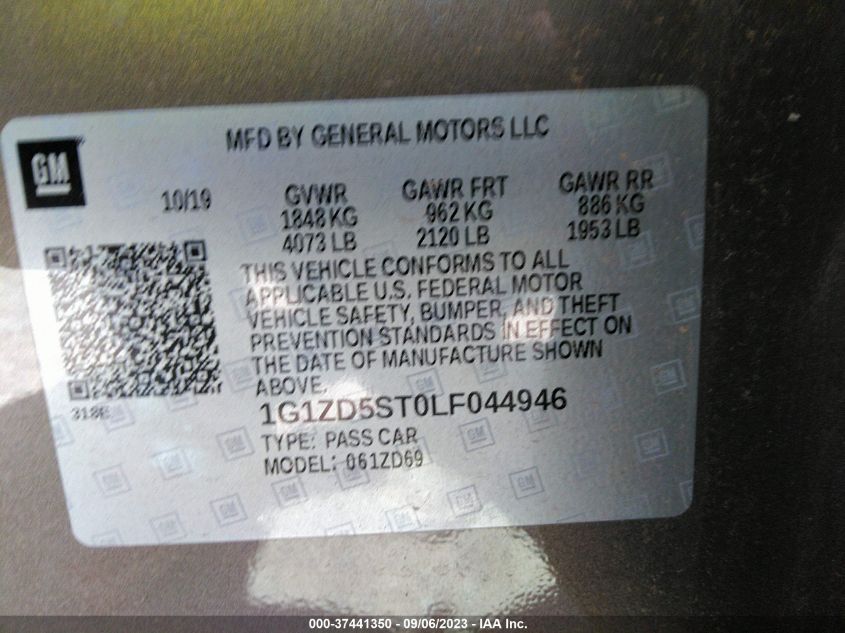 MFD BY GENERAL MOTORS LLC
GM
10/19 GVWR GAWR FRT GAWR RR
1848 KG 962 KG 886 KG
4073 LB 2120 LB 1953 LB
THIS VEHICLE CONFORMS TO ALL
APPLICABLE U.S. FEDERAL MOTOR
VEHICLE SAFETY, BUMPER, AND THEFT
PREVENTION STANDARDS IN EFFECT ON
THE DATE OF MANUFACTURE SHOWN
ABOVE.
318E
1G1ZD5ST0LF044946
TYPE: PASS CAR
MODEL: 061ZD69
000-37441350 - 09/06/2023 - IAA Inc.